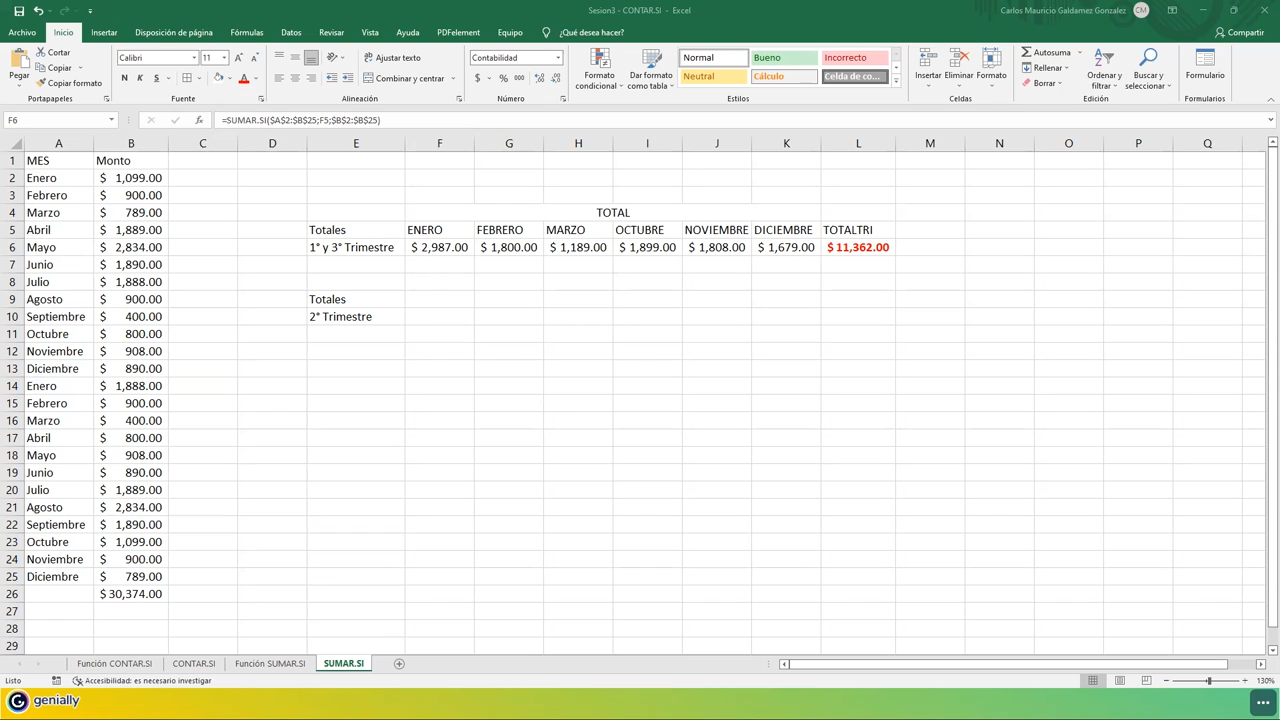 Sesion3 - CONTAR.SI - Excel
Carlos Mauricio Galdamez Gonzalez CM
Archivo Inicio Insertar Disposición de página Fórmulas Datos Revisar Vista Ayuda PDFelement Equipo ¿Qué desea hacer? Compartir
Pegar
Cortar
Copiar
Copiar formato
Portapapeles
Calibri 11
N K S
Fuente
Ajustar texto
Combinar y centrar
Alineación
Contabilidad
$ % 000
Número
Formato condicional
Dar formato como tabla
Normal Bueno Incorrecto
Neutral Cálculo Celda de co...
Estilos
Insertar Eliminar Formato
Celdas
Autosuma
Rellenar
Borrar
Ordenar y filtrar
Buscar y seleccionar
Edición
Formulario
Formularios
F6 =SUMAR.SI($A$2:$B$25;F5;$B$2:$B$25)
A B C D E F G H I J K L M N O P Q
1 MES Monto
2 Enero $ 1,099.00
3 Febrero $ 900.00
4 Marzo $ 789.00 TOTAL
5 Abril $ 1,889.00 Totales ENERO FEBRERO MARZO OCTUBRE NOVIEMBRE DICIEMBRE TOTALTRI
6 Mayo $ 2,834.00 1° y 3° Trimestre $ 2,987.00 $ 1,800.00 $ 1,189.00 $ 1,899.00 $ 1,808.00 $ 1,679.00 $ 11,362.00
7 Junio $ 1,890.00
8 Julio $ 1,888.00
9 Agosto $ 900.00 Totales
10 Septiembre $ 400.00 2° Trimestre
11 Octubre $ 800.00
12 Noviembre $ 908.00
13 Diciembre $ 890.00
14 Enero $ 1,888.00
15 Febrero $ 900.00
16 Marzo $ 400.00
17 Abril $ 800.00
18 Mayo $ 908.00
19 Junio $ 890.00
20 Julio $ 1,889.00
21 Agosto $ 2,834.00
22 Septiembre $ 1,890.00
23 Octubre $ 1,099.00
24 Noviembre $ 900.00
25 Diciembre $ 789.00
26 $ 30,374.00
27
28
29
Función CONTAR.SI CONTAR.SI Función SUMAR.SI SUMAR.SI
Listo Accesibilidad: es necesario investigar 130%
genially